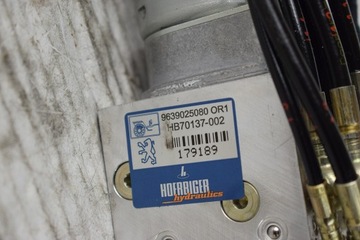 9639025080 OR1
HB70137-002
179189
HOERBIGER
hydraulics